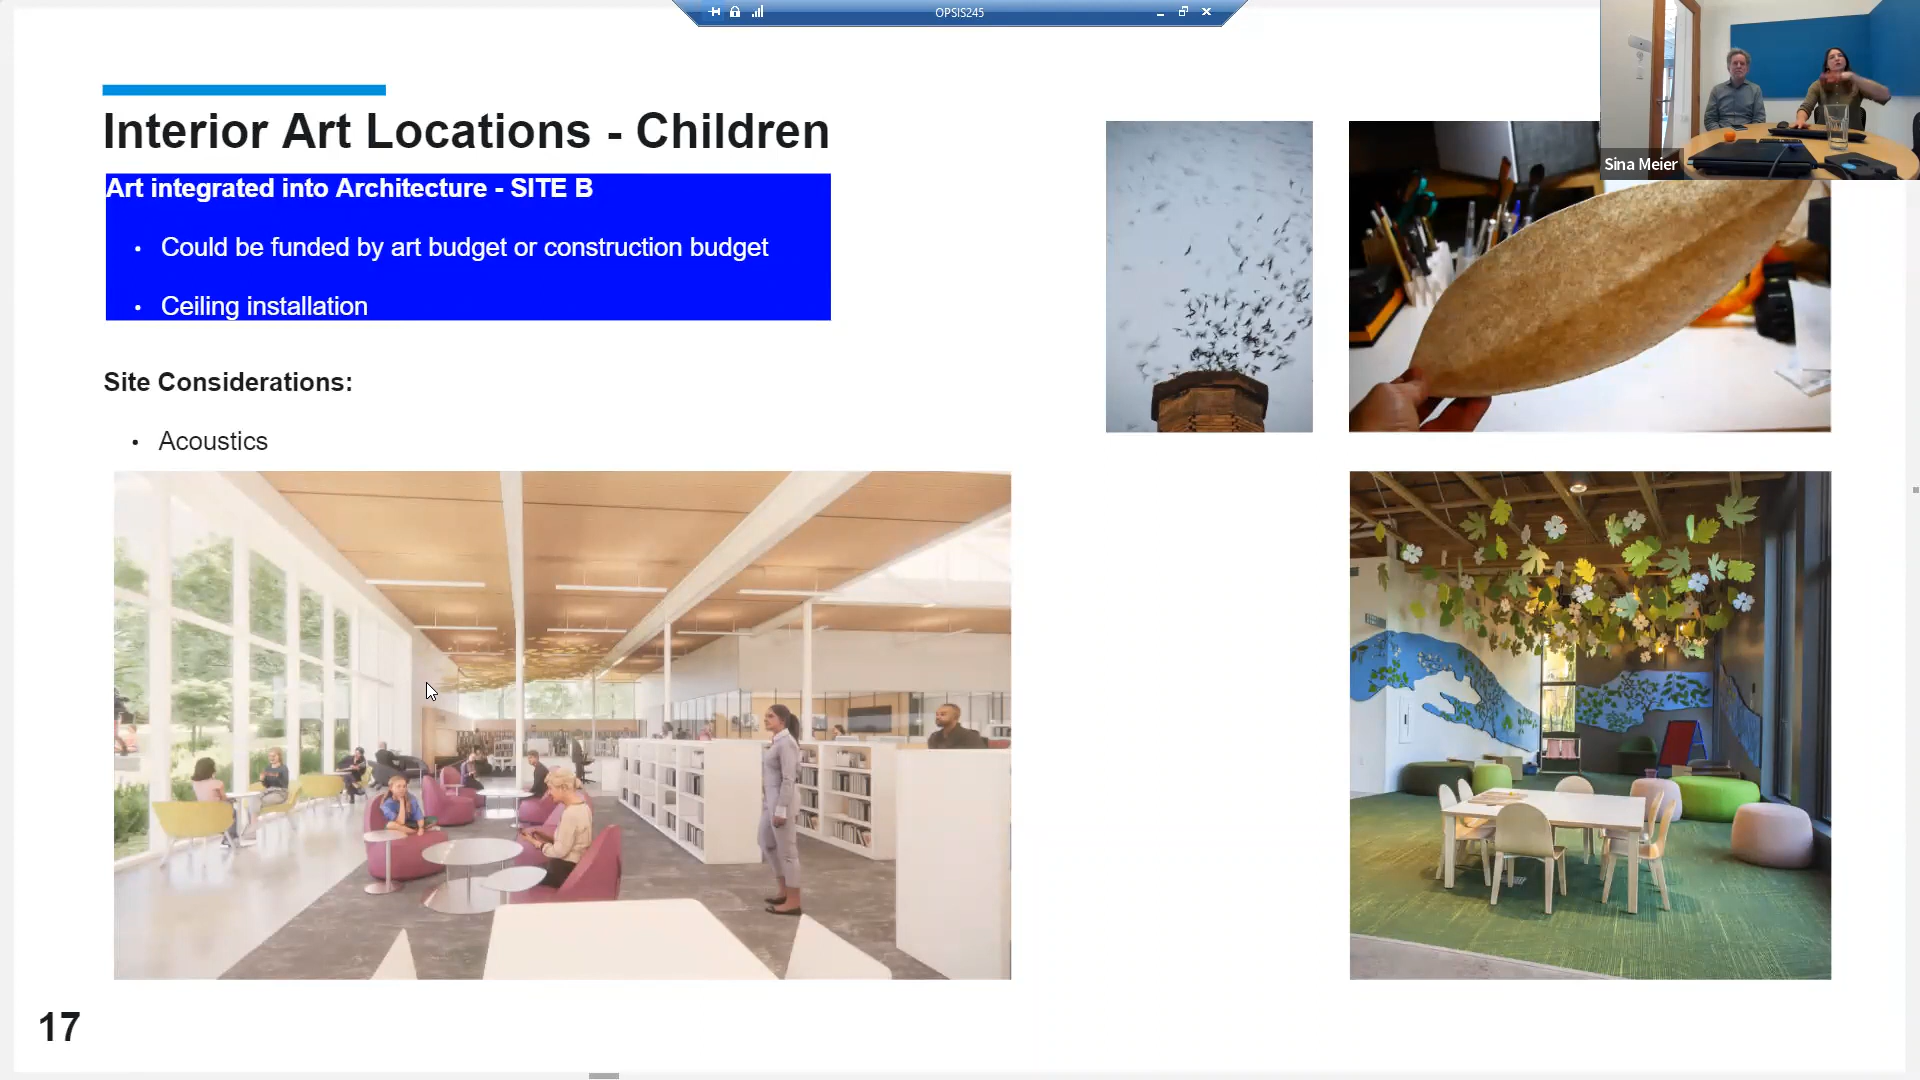 OPSIS245
Sina Meier
Interior Art Locations - Children
Art integrated into Architecture - SITE B
• Could be funded by art budget or construction budget
• Ceiling installation
Site Considerations:
• Acoustics
17